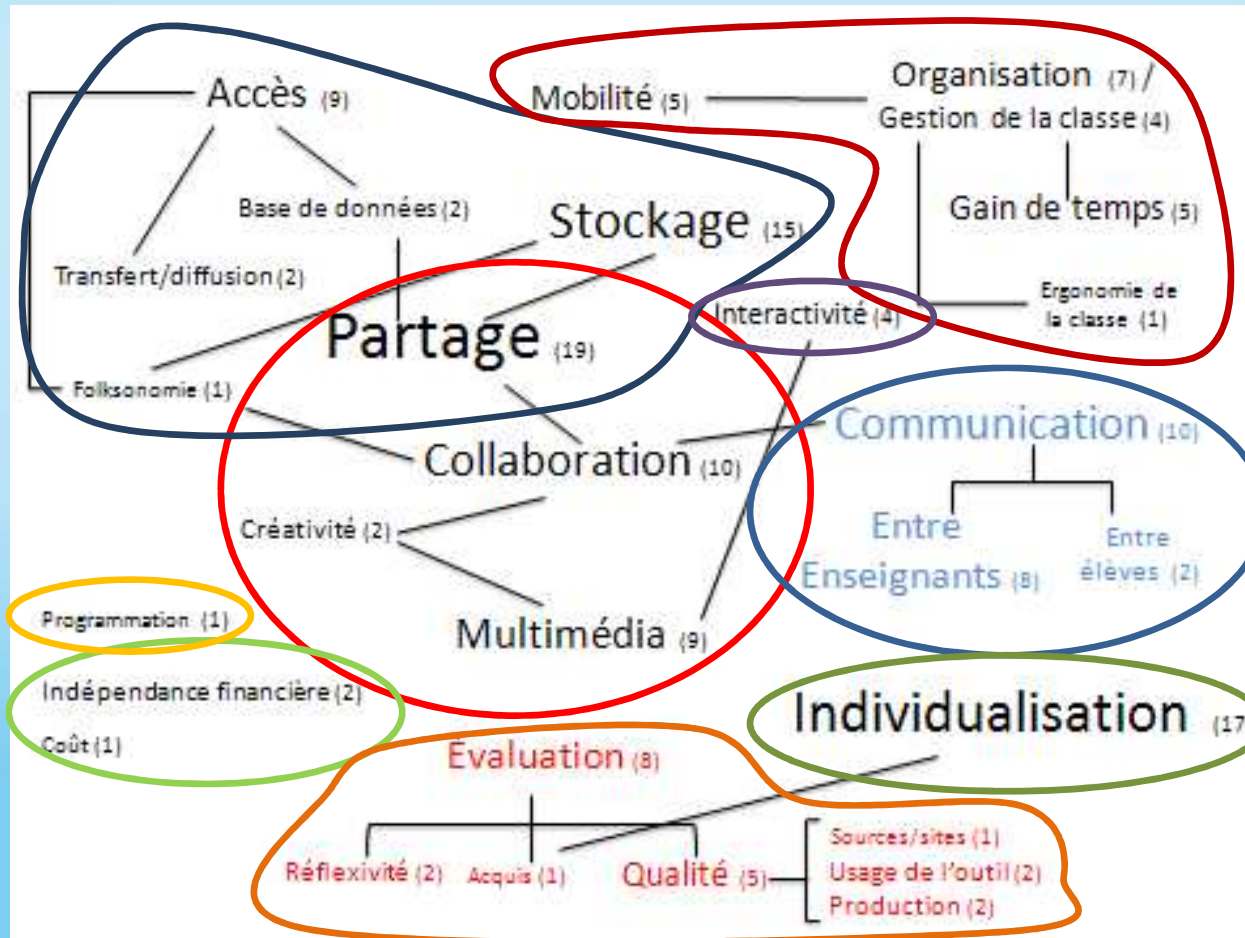 Accès (9)
Mobilité (5)
Organisation (7) /
Gestion de la classe (4)
Base de données (2)
Stockage (15)
Gain de temps (5)
Transfert/diffusion (2)
Interactivité (4)
Ergonomie de
la classe (1)
Partage (19)
Folksonomie (1)
Communication (10)
Collaboration (10)
Créativité (2)
Entre
Enseignants (8)
Entre
élèves (2)
Programmation (1)
Multimédia (9)
Indépendance financière (2)
Individualisation (17
Coût (1)
Évaluation (8)
Réflexivité (2)
Acquis (1)
Qualité (5)
Sources/sites (1)
Usage de l'outil (2)
Production (2)